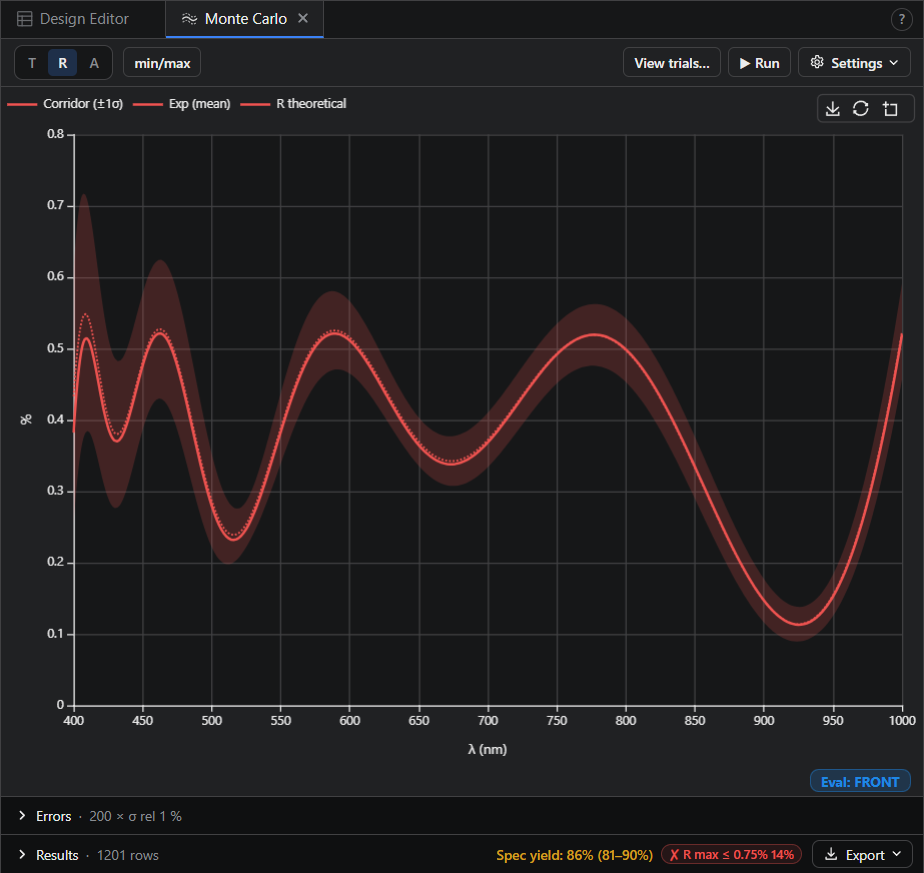 Design Editor
Monte Carlo
?
T R A min/max View trials... Run Settings
Corridor (±1σ) Exp (mean) R theoretical
0.8
0.7
0.6
0.5
0.4
%
0.3
0.2
0.1
0
400 450 500 550 600 650 700 750 800 850 900 950 1000
λ (nm)
Eval: FRONT
Errors · 200 × σ rel 1 %
Results · 1201 rows Spec yield: 86% (81–90%) ✗ R max ≤ 0.75% 14% Export